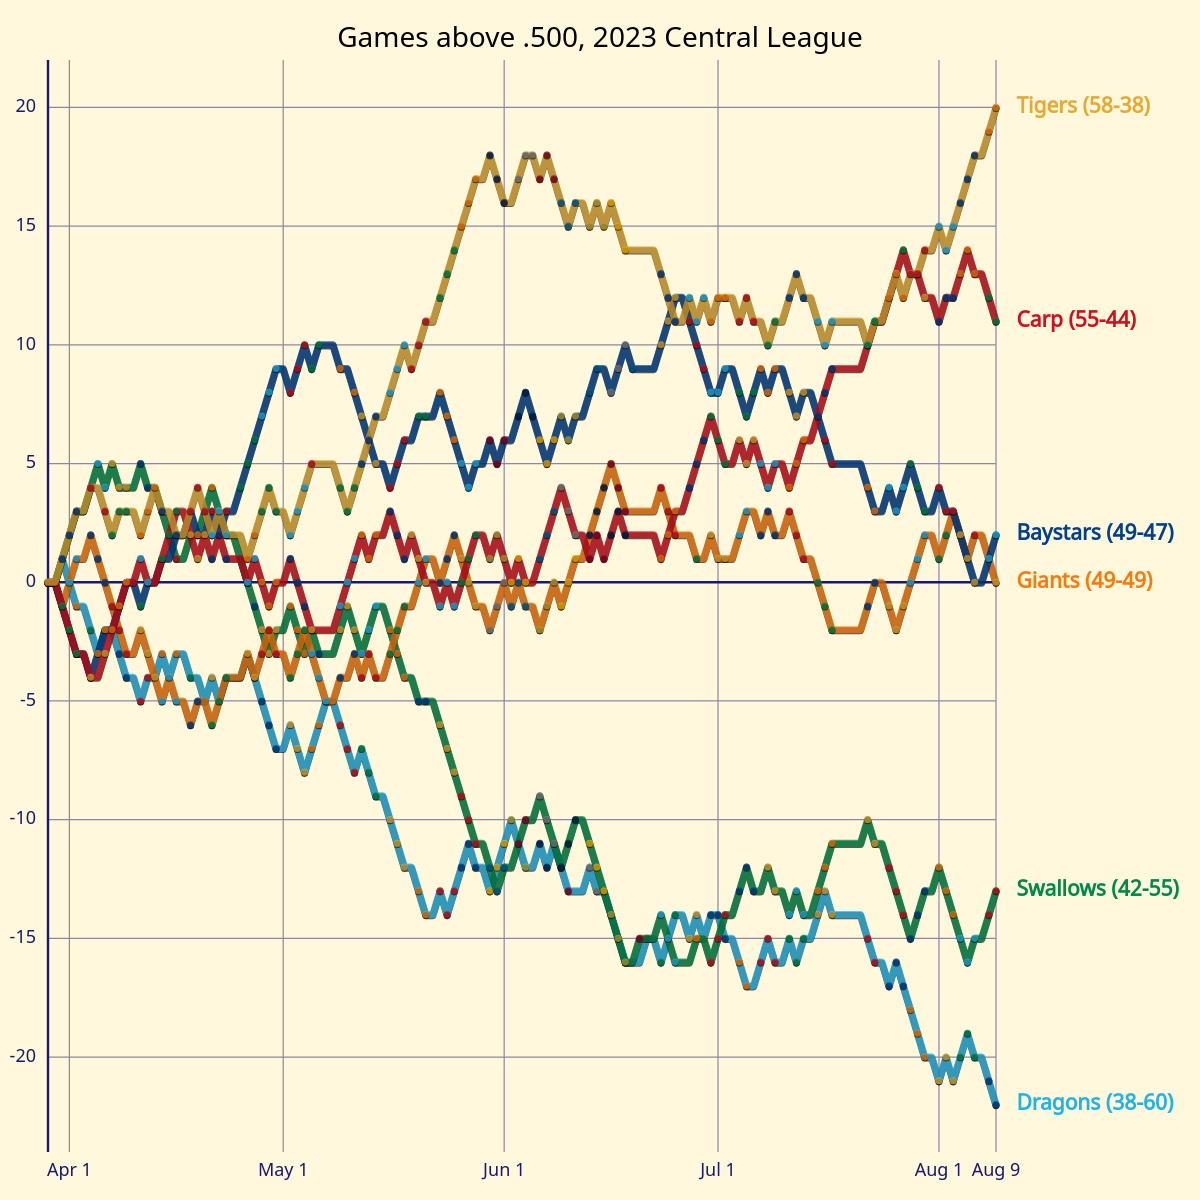 Games above .500, 2023 Central League
20
15
10
5
0
-5
-10
-15
-20
Tigers (58-38)
Carp (55-44)
Baystars (49-47)
Giants (49-49)
Swallows (42-55)
Dragons (38-60)
Apr 1
May 1
Jun 1
Jul 1
Aug 1
Aug 9